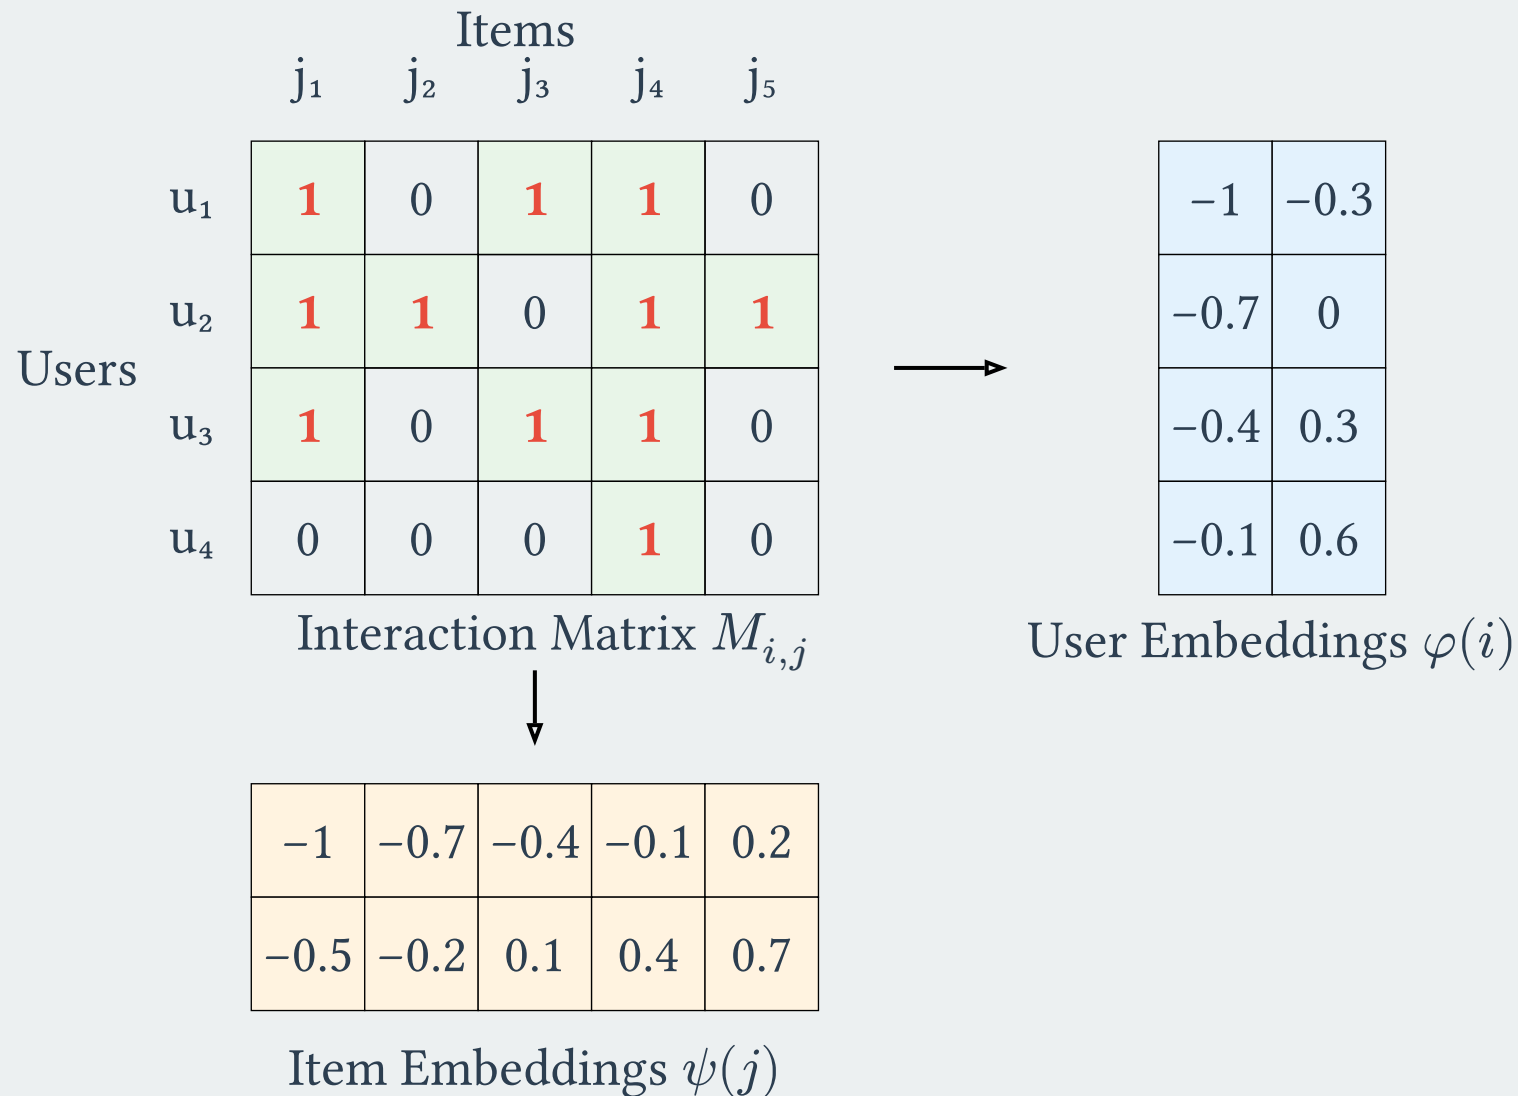 Items
j₁ j₂ j₃ j₄ j₅
u₁ 1 0 1 1 0 −1 −0.3
u₂ 1 1 0 1 1 −0.7 0
Users
u₃ 1 0 1 1 0 −0.4 0.3
u₄ 0 0 0 1 0 −0.1 0.6
Interaction Matrix M_{i,j}
User Embeddings φ(i)
−1 −0.7 −0.4 −0.1 0.2
−0.5 −0.2 0.1 0.4 0.7
Item Embeddings ψ(j)